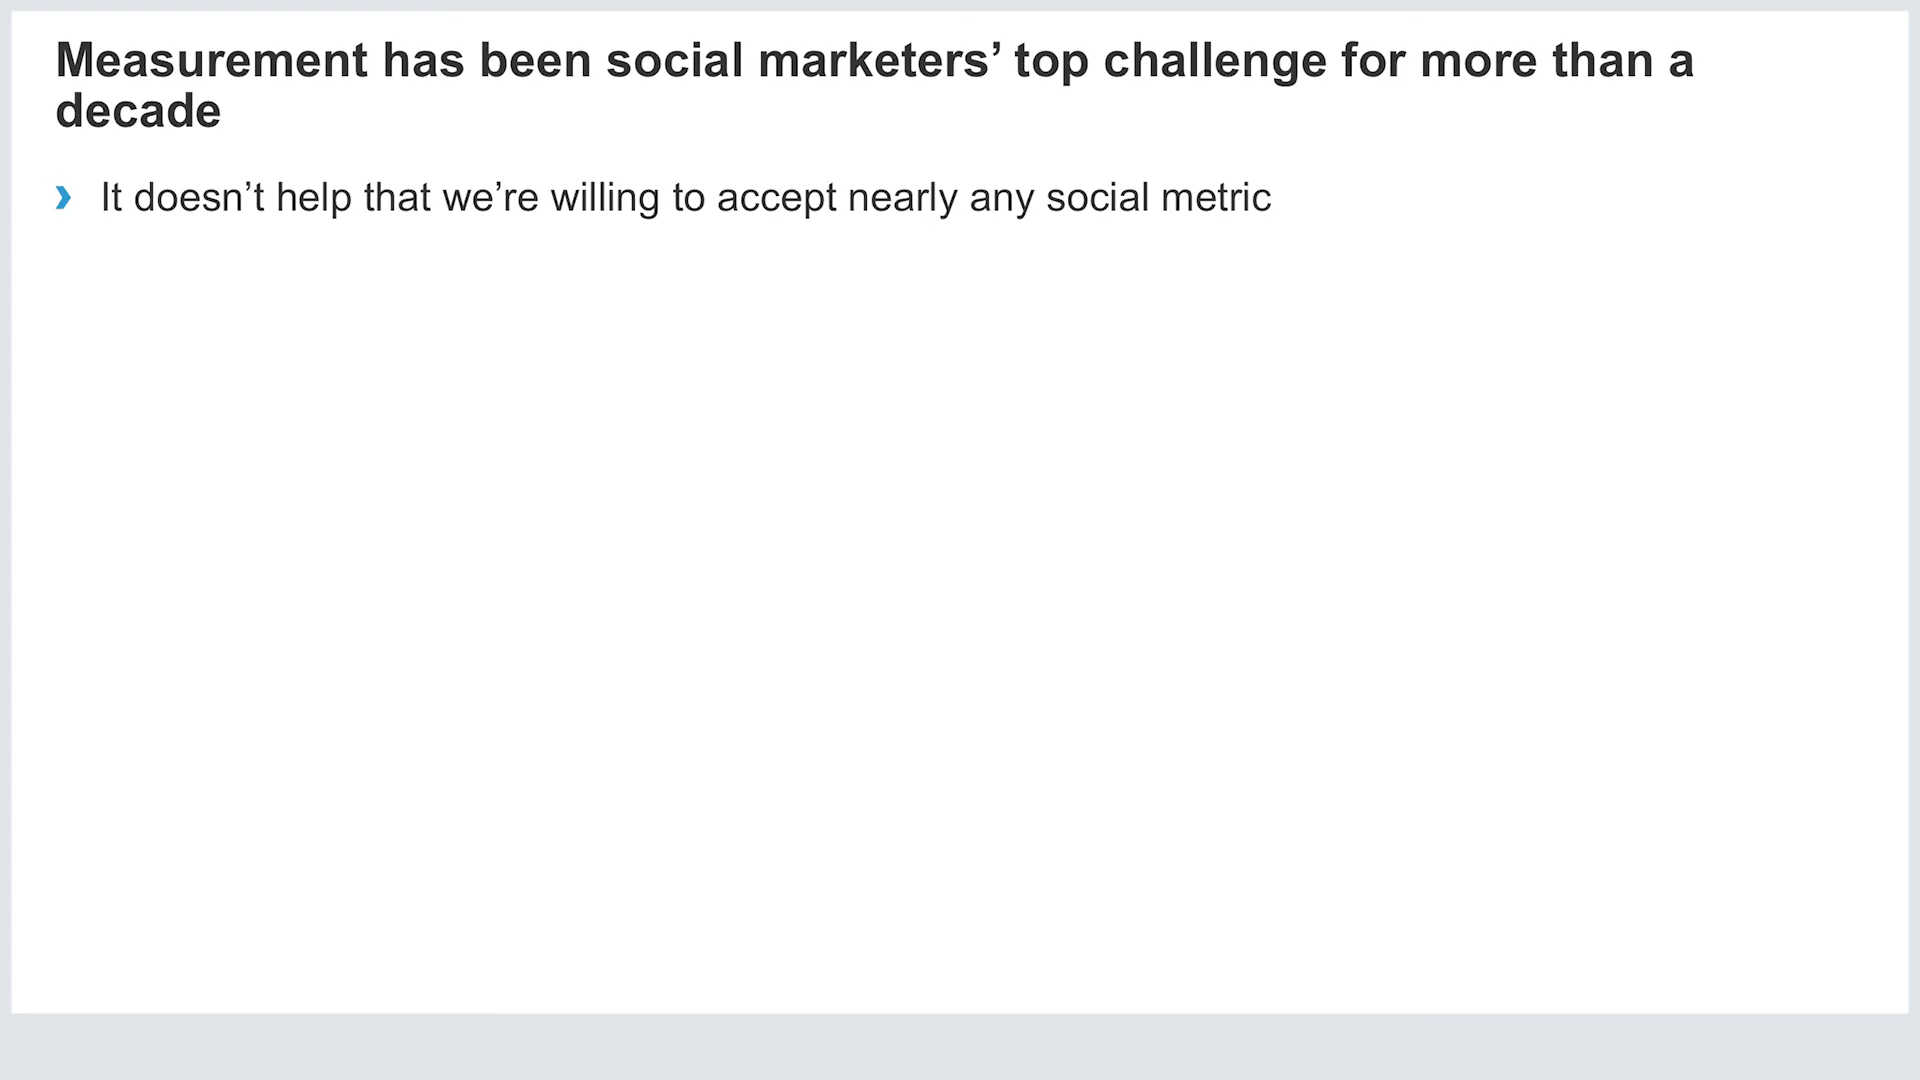 Measurement has been social marketers’ top challenge for more than a
decade
› It doesn’t help that we’re willing to accept nearly any social metric